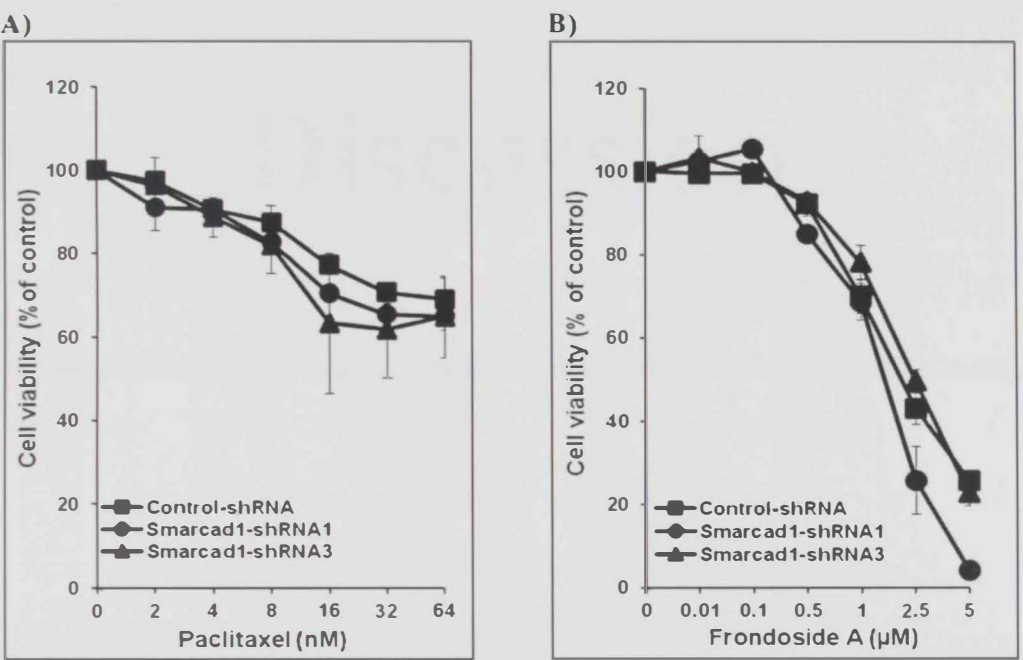 A)
Cell viability (% of control)
120
100
80
60
40
20
0
Control-shRNA
Smarcad1-shRNA1
Smarcad1-shRNA3
0 2 4 8 16 32 64
Paclitaxel (nM)
B)
Cell viability (% of control)
120
100
80
60
40
20
0
Control-shRNA
Smarcad1-shRNA1
Smarcad1-shRNA3
0 0.01 0.1 0.5 1 2.5 5
Frondoside A (µM)